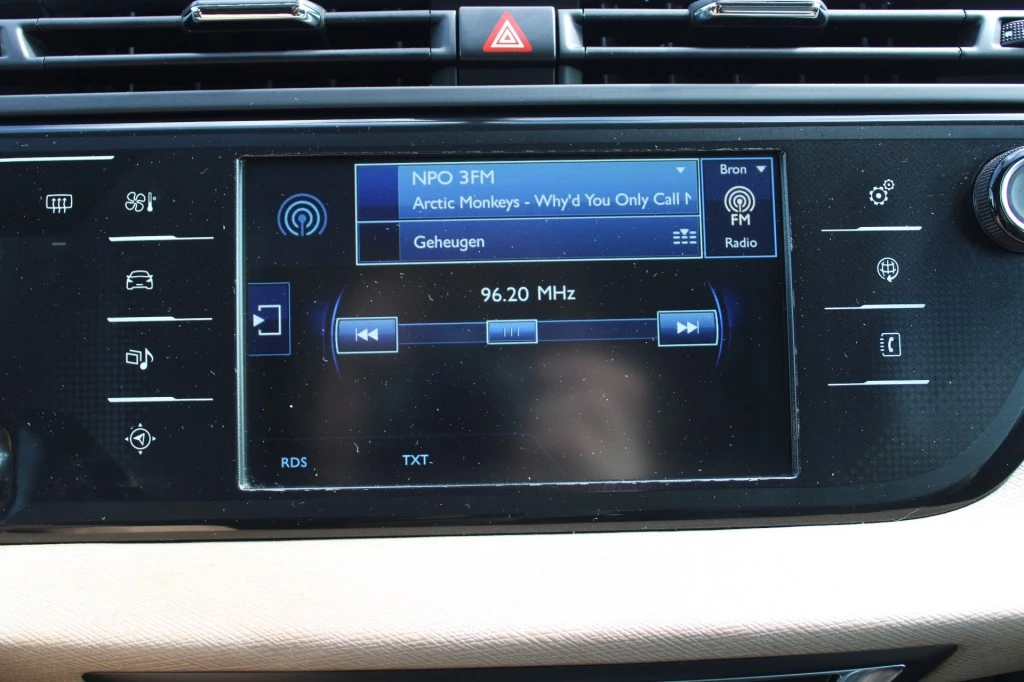 NPO 3FM
Arctic Monkeys - Why'd You Only Call
Geheugen
Bron
FM
Radio
96.20 MHz
RDS
TXT